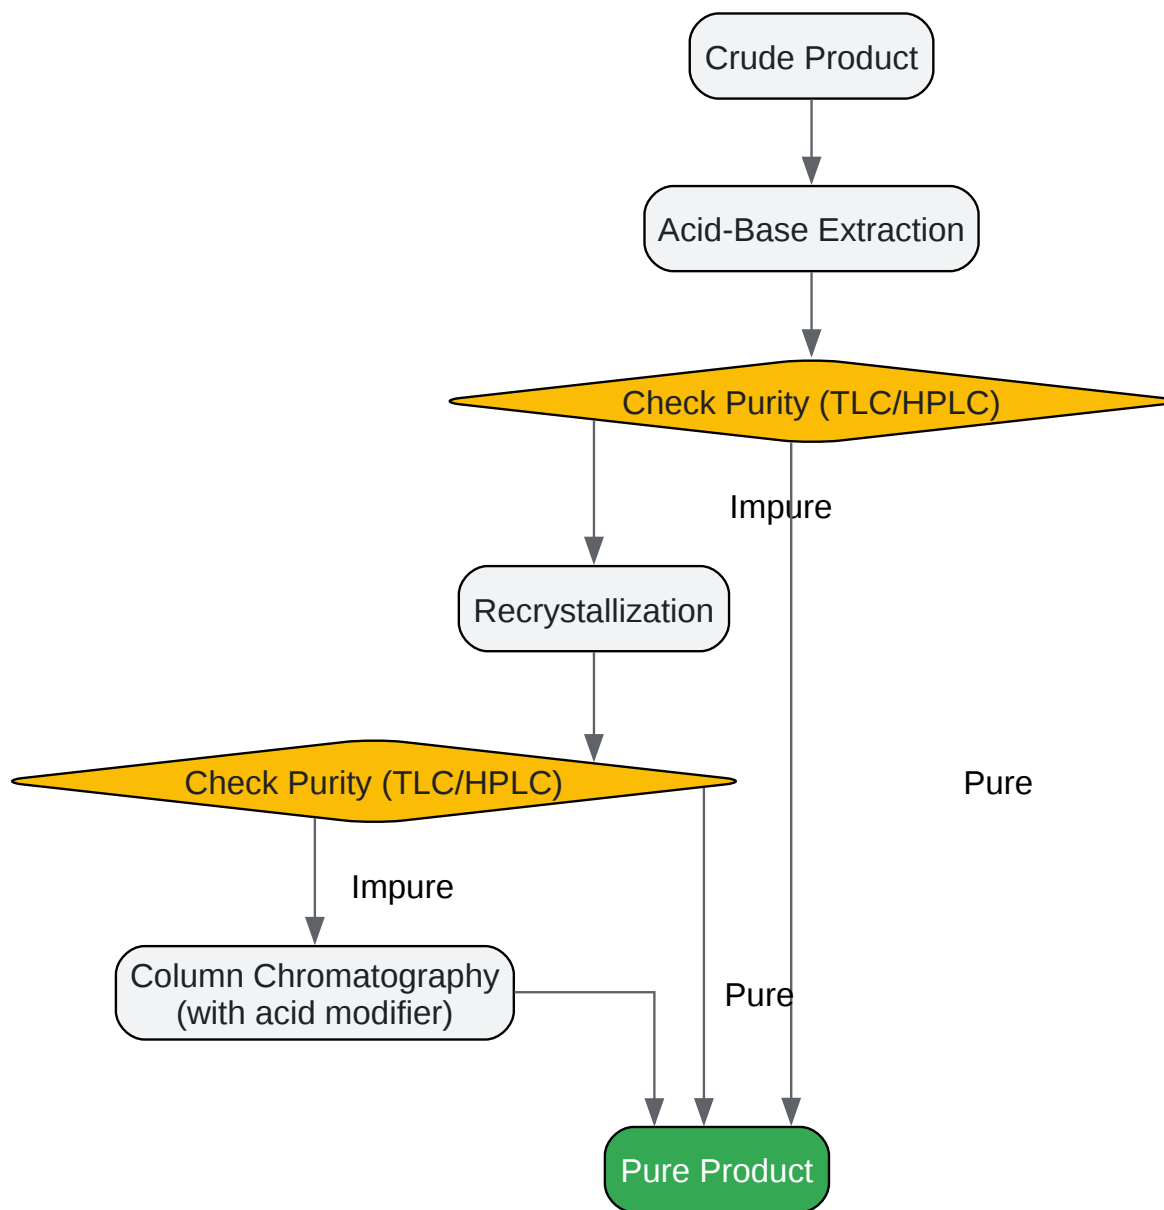 Crude Product
Acid-Base Extraction
Check Purity (TLC/HPLC)
Impure
Recrystallization
Check Purity (TLC/HPLC)
Pure
Impure
Column Chromatography
(with acid modifier)
Pure
Pure Product